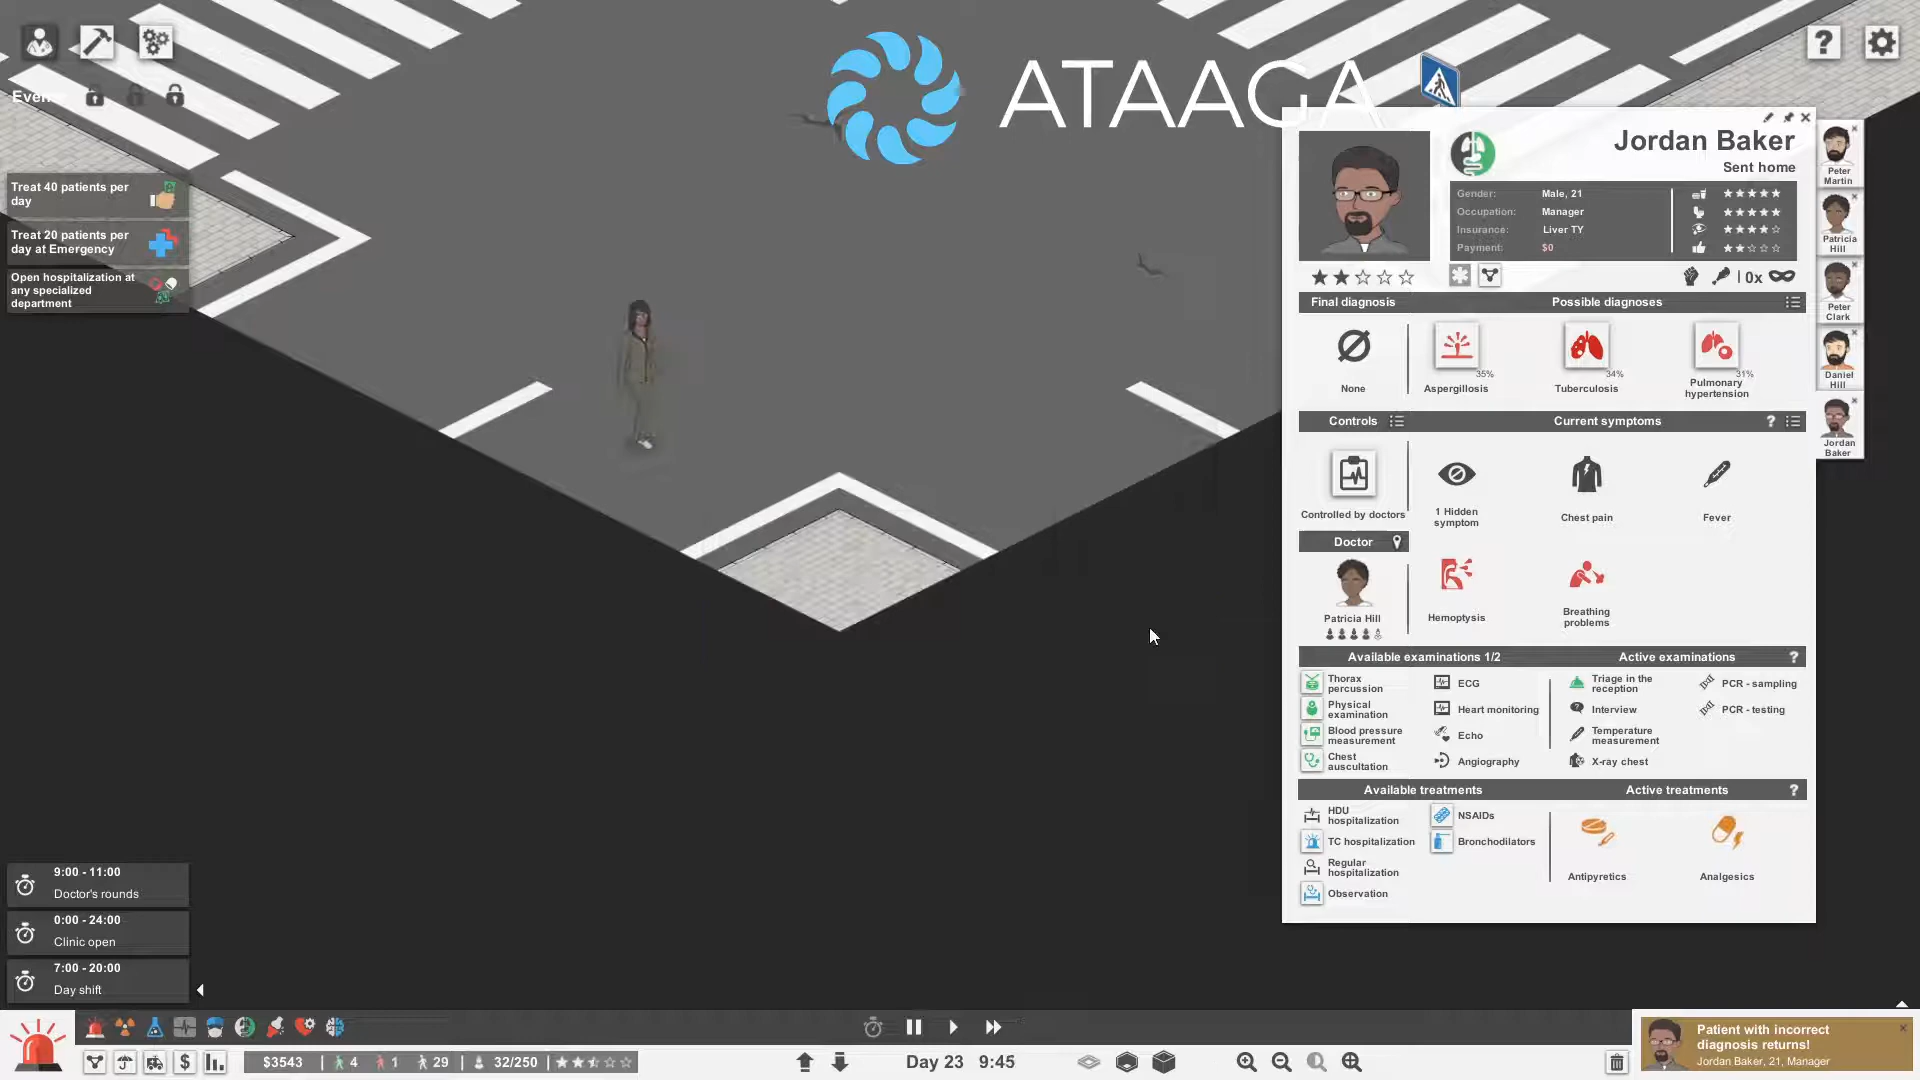 ATAAGA
Even
Treat 40 patients per
day
Treat 20 patients per
day at Emergency
Open hospitalization at
any specialized
department
Jordan Baker
Sent home
Gender: Male, 21
Occupation: Manager
Insurance: Liver TY
Payment: $0
0x
Final diagnosis
Possible diagnoses
None
35%
Aspergillosis
34%
Tuberculosis
31%
Pulmonary
hypertension
Controls
Current symptoms
?
Controlled by doctors
1 Hidden
symptom
Chest pain
Fever
Doctor
Patricia Hill
Hemoptysis
Breathing
problems
Available examinations 1/2
Active examinations
?
Thorax
percussion
Physical
examination
Blood pressure
measurement
Chest
auscultation
ECG
Heart monitoring
Echo
Angiography
Triage in the
reception
Interview
Temperature
measurement
X-ray chest
PCR - sampling
PCR - testing
Available treatments
Active treatments
?
HDU
hospitalization
TC hospitalization
Regular
hospitalization
Observation
NSAIDs
Bronchodilators
Antipyretics
Analgesics
Peter
Martin
Patricia
Hill
Peter
Clark
Daniel
Hill
Jordan
Baker
?
9:00 - 11:00
Doctor's rounds
0:00 - 24:00
Clinic open
7:00 - 20:00
Day shift
$3543
4
1
29
32/250
Day 23 9:45
Patient with incorrect
diagnosis returns!
Jordan Baker, 21, Manager